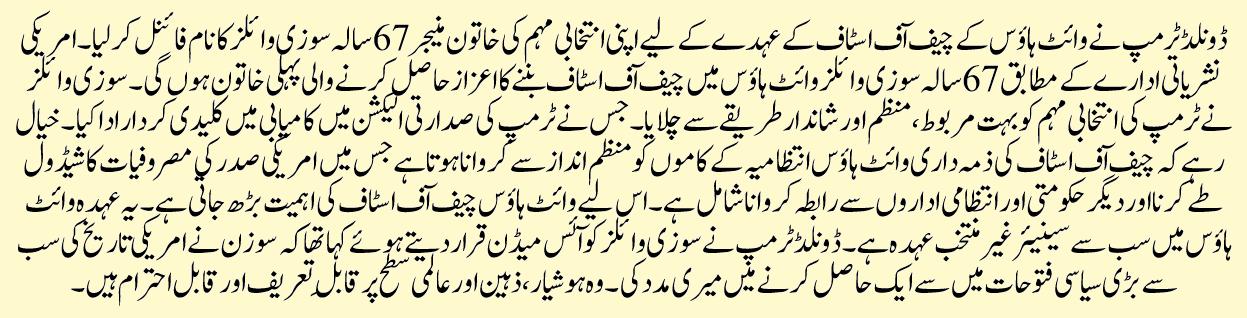 ڈونلڈ ٹرمپ نے وائٹ ہاؤس کے چیف آف اسٹاف کے عہدے کے لیے اپنی انتخابی مہم کی خاتون منیجر 67 سالہ سوزی وائلز کا نام فائنل کر لیا۔ امریکی
نشریاتی ادارے کے مطابق 67 سالہ سوزی وائلز وائٹ ہاؤس میں چیف آف اسٹاف بننے کا اعزاز حاصل کرنے والی پہلی خاتون ہوں گی۔ سوزی وائلز
نے ٹرمپ کی انتخابی مہم کو بہت مربوط، منظم اور شاندار طریقے سے چلایا۔ جس نے ٹرمپ کی صدارتی الیکشن میں کامیابی میں کلیدی کردار ادا کیا۔ خیال
رہے کہ چیف آف اسٹاف کی ذمہ داری وائٹ ہاؤس انتظامیہ کے کاموں کو منظم انداز سے کروانا ہوتا ہے جس میں امریکی صدر کی مصروفیات کا شیڈول
طے کرنا اور دیگر حکومتی اور انتظامی اداروں سے رابطہ کروانا شامل ہے۔ اس لیے وائٹ ہاؤس چیف آف اسٹاف کی اہمیت بڑھ جاتی ہے۔ یہ عہدہ وائٹ
ہاؤس میں سب سے سینیئر غیر منتخب عہدہ ہے۔ ڈونلڈ ٹرمپ نے سوزی وائلز کو آئس میڈن قرار دیتے ہوئے کہا تھا کہ سوزن نے امریکی تاریخ کی سب
سے بڑی سیاسی فتوحات میں سے ایک حاصل کرنے میں میری مدد کی۔ وہ ہوشیار، ذہین اور عالمی سطح پر قابل تعریف اور قابل احترام ہیں۔